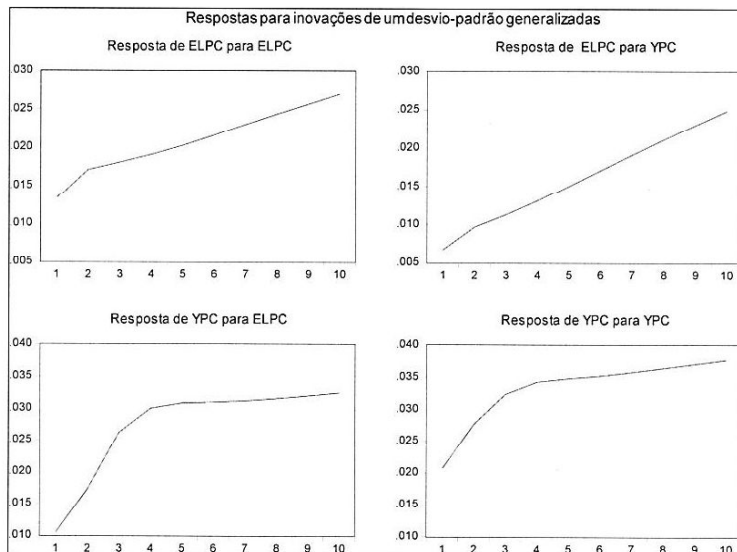 Respostas para inovações de um desvio-padrão generalizadas
Resposta de ELPC para ELPC
.030
.025
.020
.015
.010
.005
1 2 3 4 5 6 7 8 9 10
Resposta de ELPC para YPC
.030
.025
.020
.015
.010
.005
1 2 3 4 5 6 7 8 9 10
Resposta de YPC para ELPC
.040
.035
.030
.025
.020
.015
.010
1 2 3 4 5 6 7 8 9 10
Resposta de YPC para YPC
.040
.035
.030
.025
.020
.015
.010
1 2 3 4 5 6 7 8 9 10